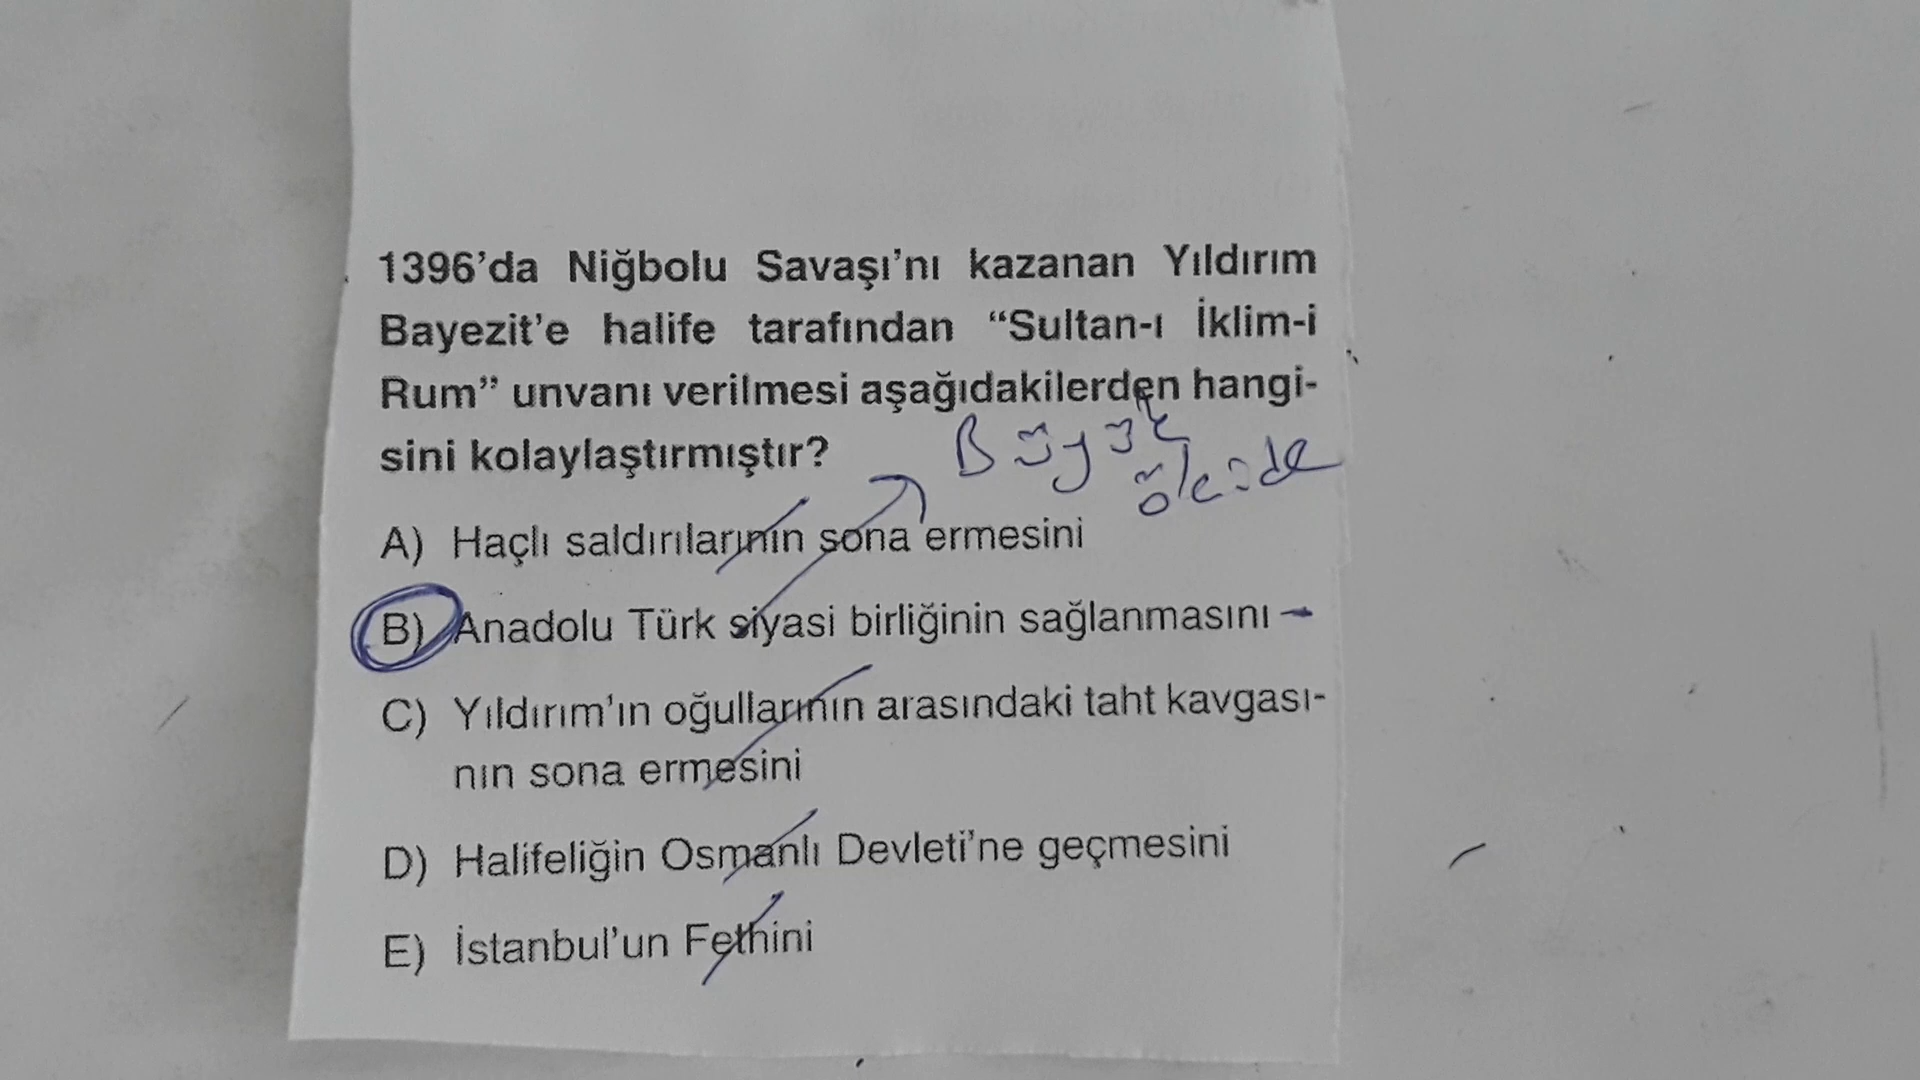 1396'da Niğbolu Savaşı'nı kazanan Yıldırım
Bayezit'e halife tarafından “Sultan-ı İklim-i
Rum” unvanı verilmesi aşağıdakilerden hangi-
sini kolaylaştırmıştır?
Büyük
ölçüde
A) Haçlı saldırılarının sona ermesini
B) Anadolu Türk siyasi birliğinin sağlanmasını
C) Yıldırım'ın oğullarının arasındaki taht kavgası-
nın sona ermesini
D) Halifeliğin Osmanlı Devleti'ne geçmesini
E) İstanbul'un Fethini